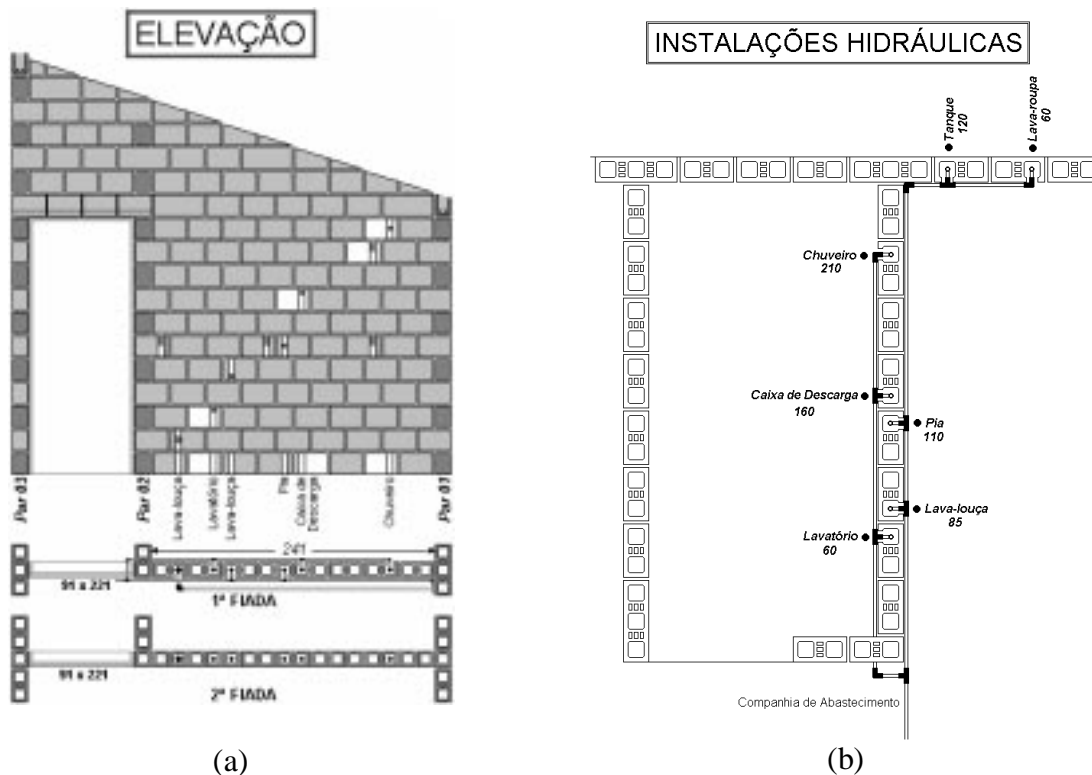 ELEVAÇÃO
Par 03
Par 02
Lava-louça
Lavatório
Lava-louça
Pia
Caixa de
Descarga
Chuveiro
Par 01
241
91 x 221
1ª FIADA
91 x 221
2ª FIADA
(a)
INSTALAÇÕES HIDRÁULICAS
Tanque
120
Lava-roupa
60
Chuveiro
210
Caixa de Descarga
160
Pia
110
Lava-louça
85
Lavatório
60
Companhia de Abastecimento
(b)